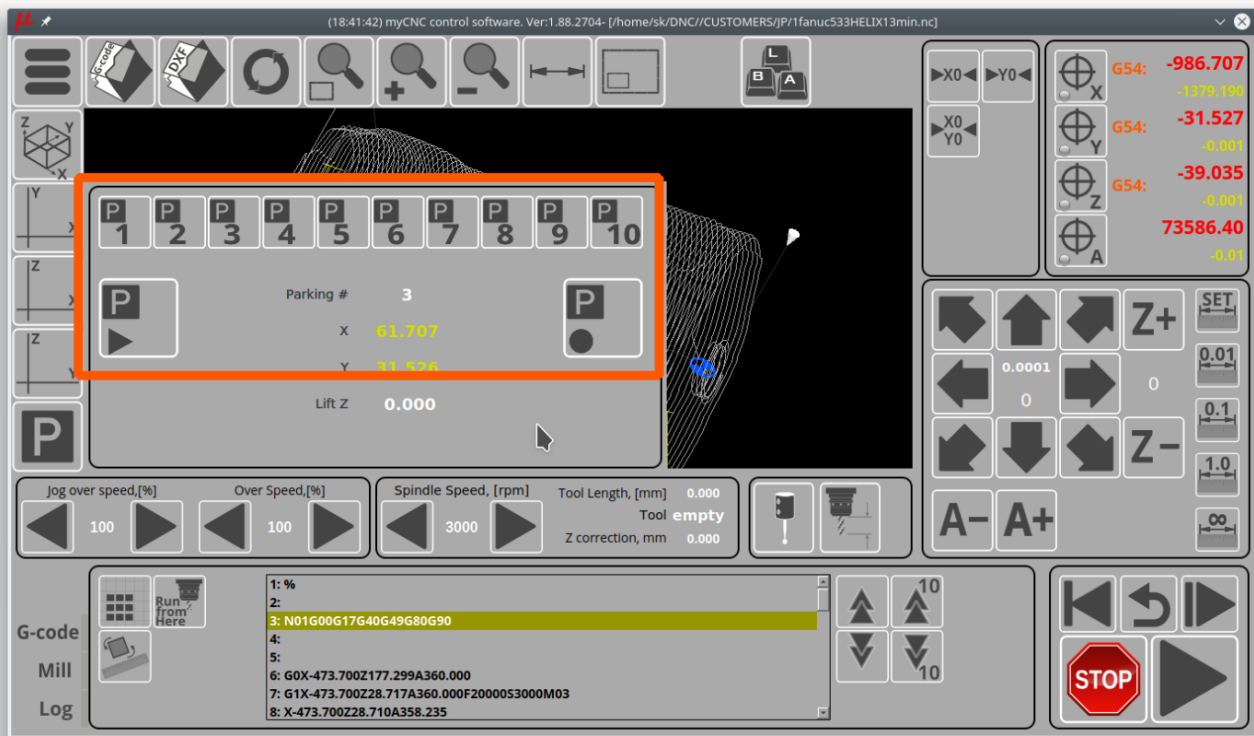 (18:41:42) myCNC control software. Ver:1.88.2704- [/home/sk/DNC//CUSTOMERS/JP/1fanuc533HELIX13min.nc]
G-code
DXF
L
B A
X0 Y0
X0
Y0
X
G54: -986.707
-1379.190
Y
G54: -31.527
-0.001
Z
G54: -39.035
-0.001
A
73586.40
-0.01
Z Y
X
Y
X
Z
X
Z
Y
P
P 1 P 2 P 3 P 4 P 5 P 6 P 7 P 8 P 9 P 10
P
Parking # 3
P
X 61.707
Y 31.526
Lift Z 0.000
Z+
SET
0.01
0.0001
0
0
0.1
Z-
1.0
A- A+
∞
Jog over speed,[%]
100
Over Speed,[%]
100
Spindle Speed, [rpm]
3000
Tool Length, [mm] 0.000
Tool empty
Z correction, mm 0.000
G-code
Mill
Log
Run
from
Here
1: %
2:
3: N01G00G17G40G49G80G90
4:
5:
6: G0X-473.700Z177.299A360.000
7: G1X-473.700Z28.717A360.000F20000S3000M03
8: X-473.700Z28.710A358.235
10
10
STOP